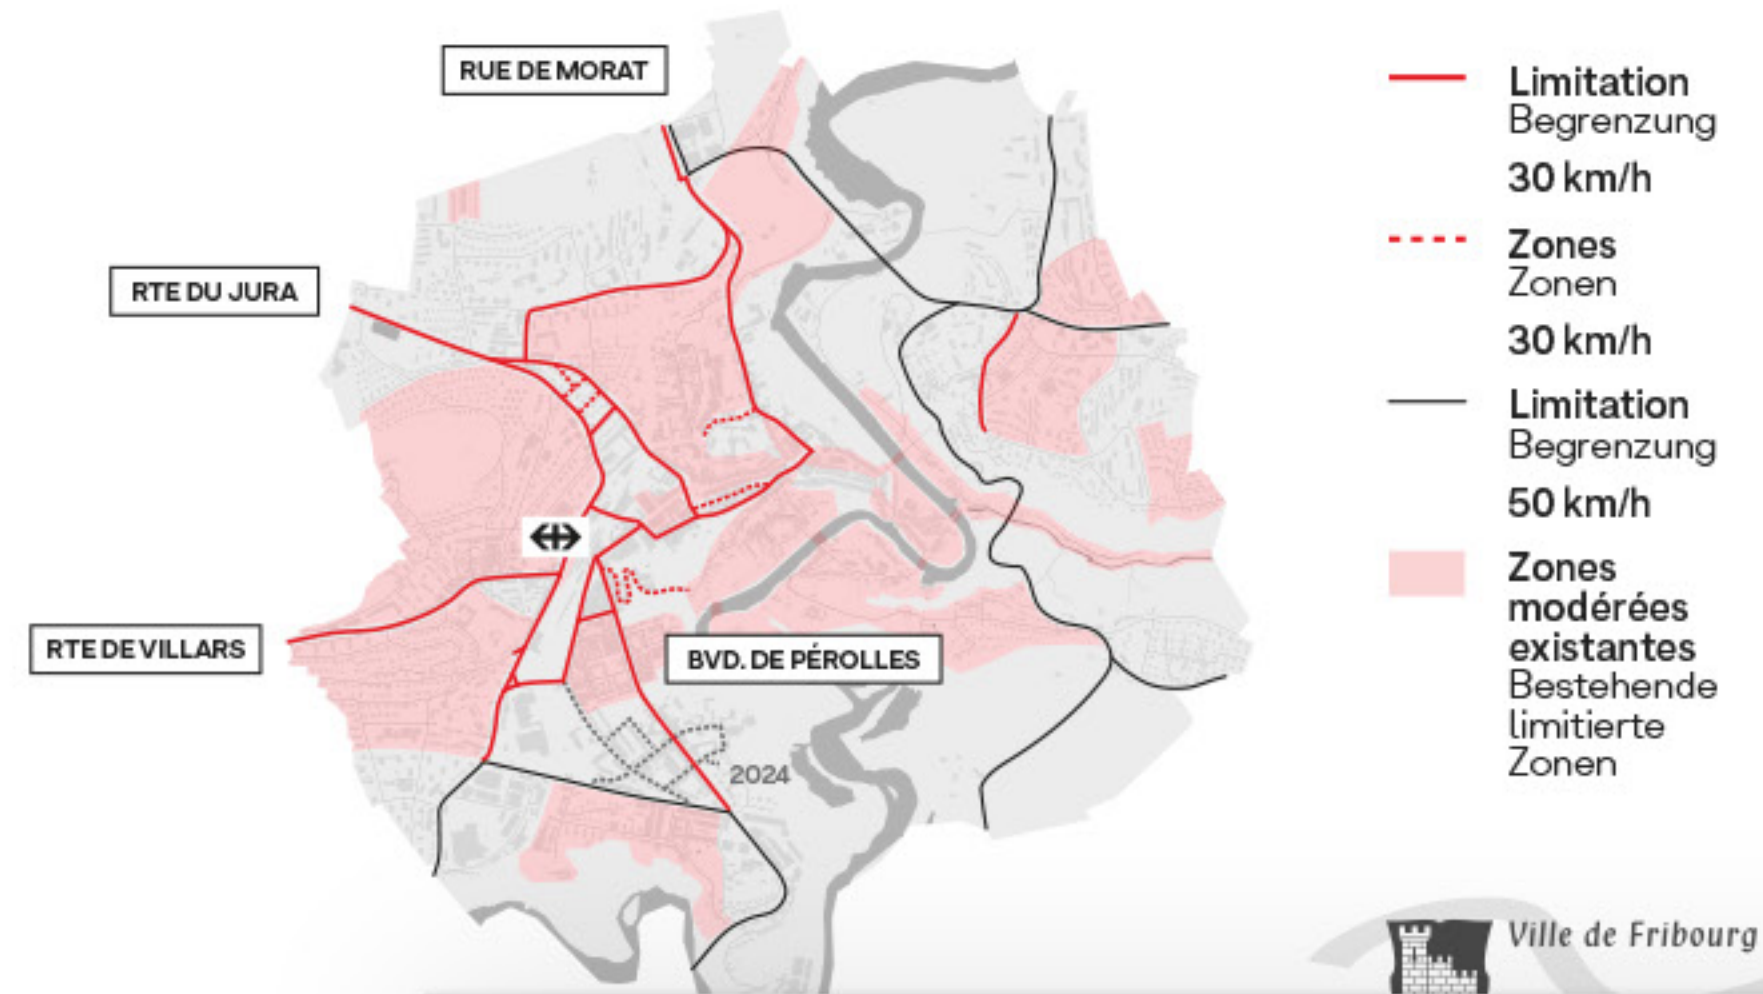 RUE DE MORAT
RTE DU JURA
RTE DE VILLARS
BVD. DE PÉROLLES
2024
Limitation
Begrenzung
30 km/h
Zones
Zonen
30 km/h
Limitation
Begrenzung
50 km/h
Zones
modérées
existantes
Bestehende
limitierte
Zonen
Ville de Fribourg